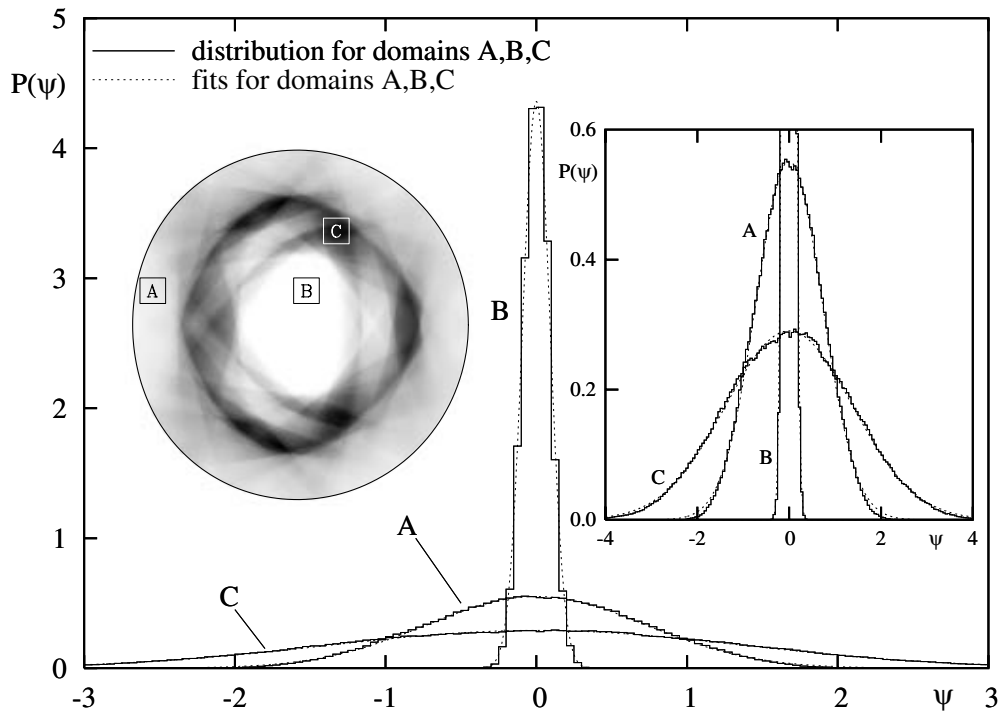 5
distribution for domains A,B,C
P(ψ)
fits for domains A,B,C
4
0.6
P(ψ)
C
A
0.4
3
A
B
B
0.2
2
B
C
0.0
-4
-2
0
2
ψ
4
1
A
C
0
-3
-2
-1
0
1
2
ψ
3